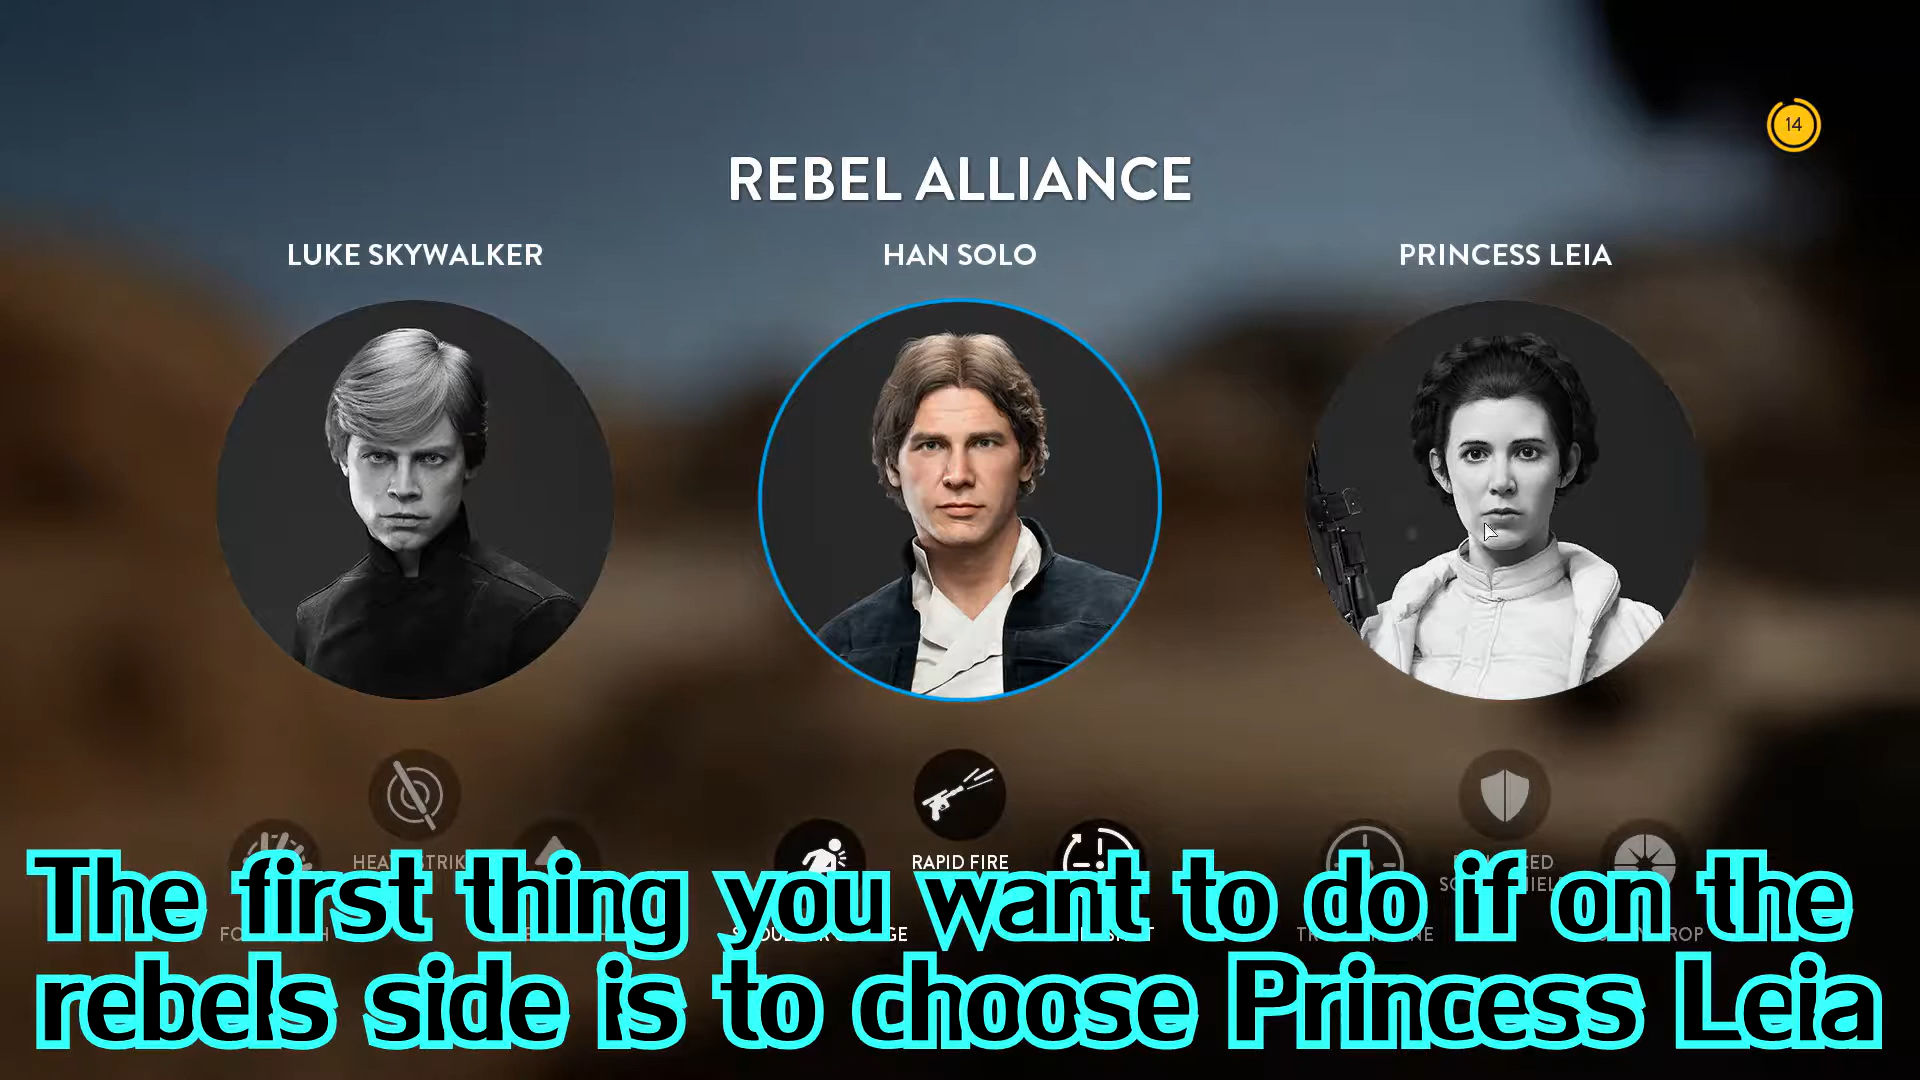 14
REBEL ALLIANCE
LUKE SKYWALKER HAN SOLO PRINCESS LEIA
RAPID FIRE
The first thing you want to do if on the
rebels side is to choose Princess Leia